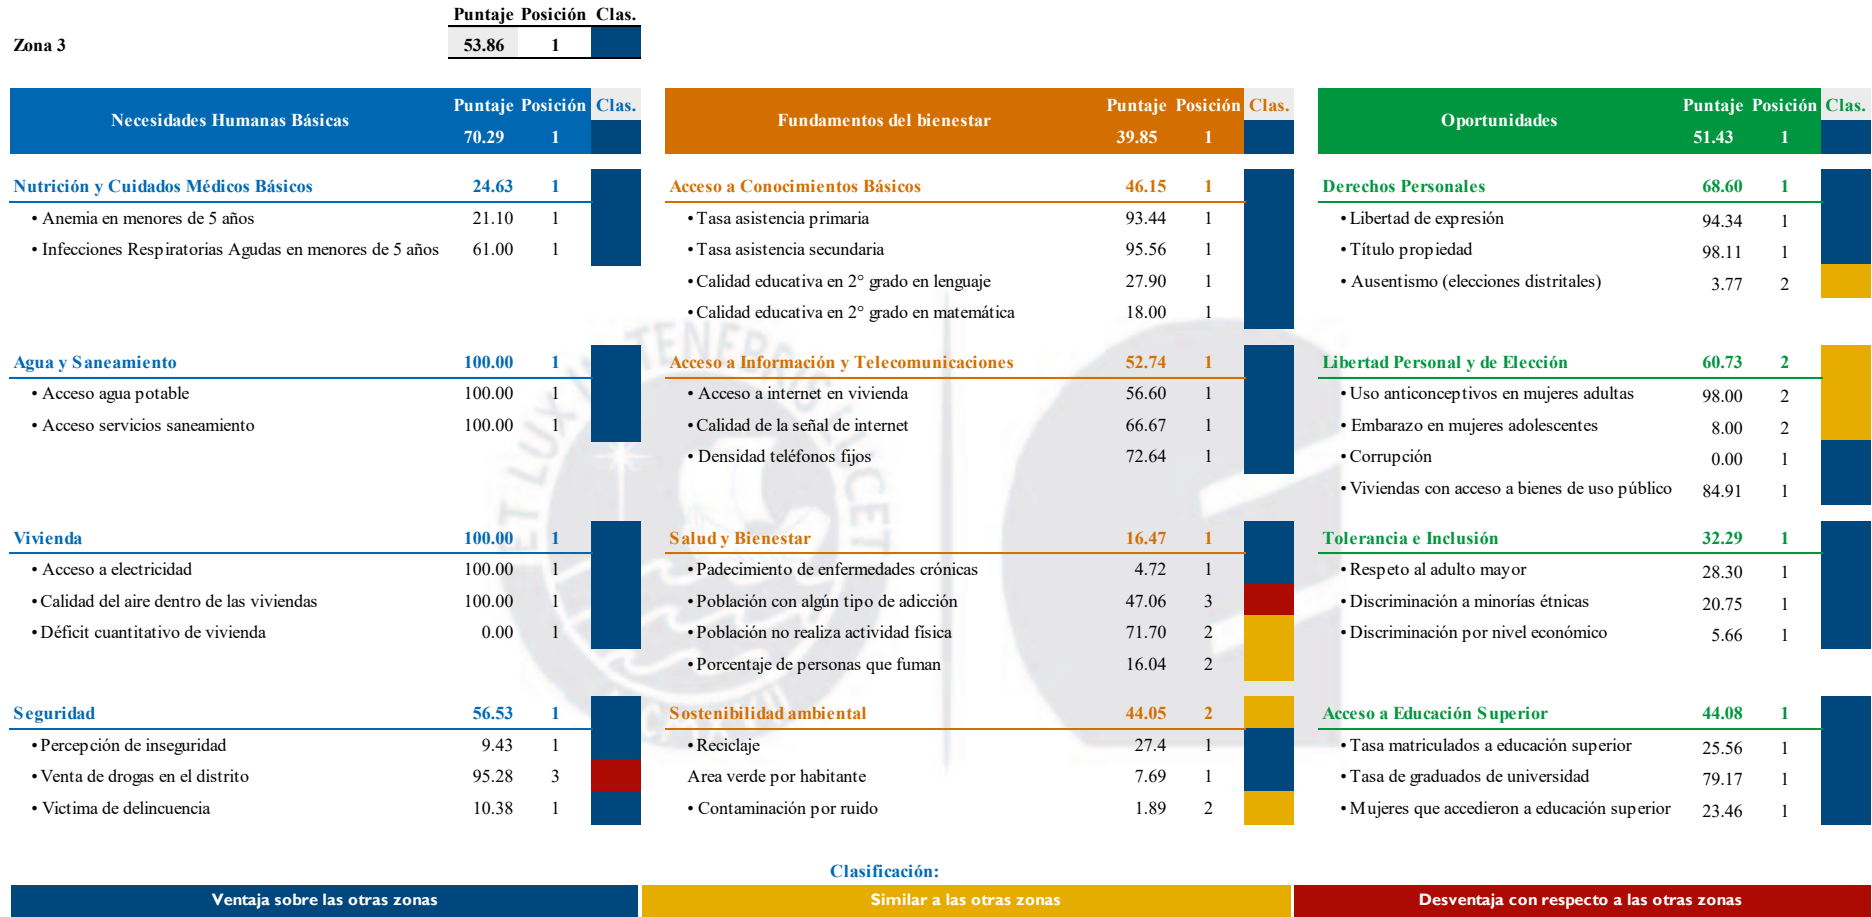 Puntaje Posición Clas.
Zona 3 53.86 1
Necesidades Humanas Básicas Puntaje Posición Clas.
70.29 1
Nutrición y Cuidados Médicos Básicos 24.63 1
• Anemia en menores de 5 años 21.10 1
• Infecciones Respiratorias Agudas en menores de 5 años 61.00 1
Agua y Saneamiento 100.00 1
• Acceso agua potable 100.00 1
• Acceso servicios saneamiento 100.00 1
Vivienda 100.00 1
• Acceso a electricidad 100.00 1
• Calidad del aire dentro de las viviendas 100.00 1
• Déficit cuantitativo de vivienda 0.00 1
Seguridad 56.53 1
• Percepción de inseguridad 9.43 1
• Venta de drogas en el distrito 95.28 3
• Victima de delincuencia 10.38 1
Fundamentos del bienestar Puntaje Posición Clas.
39.85 1
Acceso a Conocimientos Básicos 46.15 1
• Tasa asistencia primaria 93.44 1
• Tasa asistencia secundaria 95.56 1
• Calidad educativa en 2° grado en lenguaje 27.90 1
• Calidad educativa en 2° grado en matemática 18.00 1
Acceso a Información y Telecomunicaciones 52.74 1
• Acceso a internet en vivienda 56.60 1
• Calidad de la señal de internet 66.67 1
• Densidad teléfonos fijos 72.64 1
Salud y Bienestar 16.47 1
• Padecimiento de enfermedades crónicas 4.72 1
• Población con algún tipo de adicción 47.06 3
• Población no realiza actividad física 71.70 2
• Porcentaje de personas que fuman 16.04 2
Sostenibilidad ambiental 44.05 2
• Reciclaje 27.4 1
Area verde por habitante 7.69 1
• Contaminación por ruido 1.89 2
Oportunidades Puntaje Posición Clas.
51.43 1
Derechos Personales 68.60 1
• Libertad de expresión 94.34 1
• Título propiedad 98.11 1
• Ausentismo (elecciones distritales) 3.77 2
Libertad Personal y de Elección 60.73 2
• Uso anticonceptivos en mujeres adultas 98.00 2
• Embarazo en mujeres adolescentes 8.00 2
• Corrupción 0.00 1
• Viviendas con acceso a bienes de uso público 84.91 1
Tolerancia e Inclusión 32.29 1
• Respeto al adulto mayor 28.30 1
• Discriminación a minorías étnicas 20.75 1
• Discriminación por nivel económico 5.66 1
Acceso a Educación Superior 44.08 1
• Tasa matriculados a educación superior 25.56 1
• Tasa de graduados de universidad 79.17 1
• Mujeres que accedieron a educación superior 23.46 1
Clasificación:
Ventaja sobre las otras zonas
Similar a las otras zonas
Desventaja con respecto a las otras zonas
ET LUX IN TENEBRIS LUCET